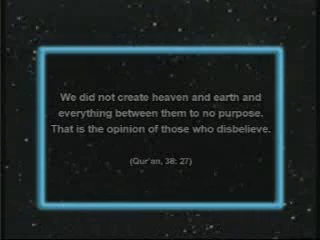 We did not create heaven and earth and
everything between them to no purpose.
That is the opinion of those who disbelieve.
(Qur'an, 38: 27)